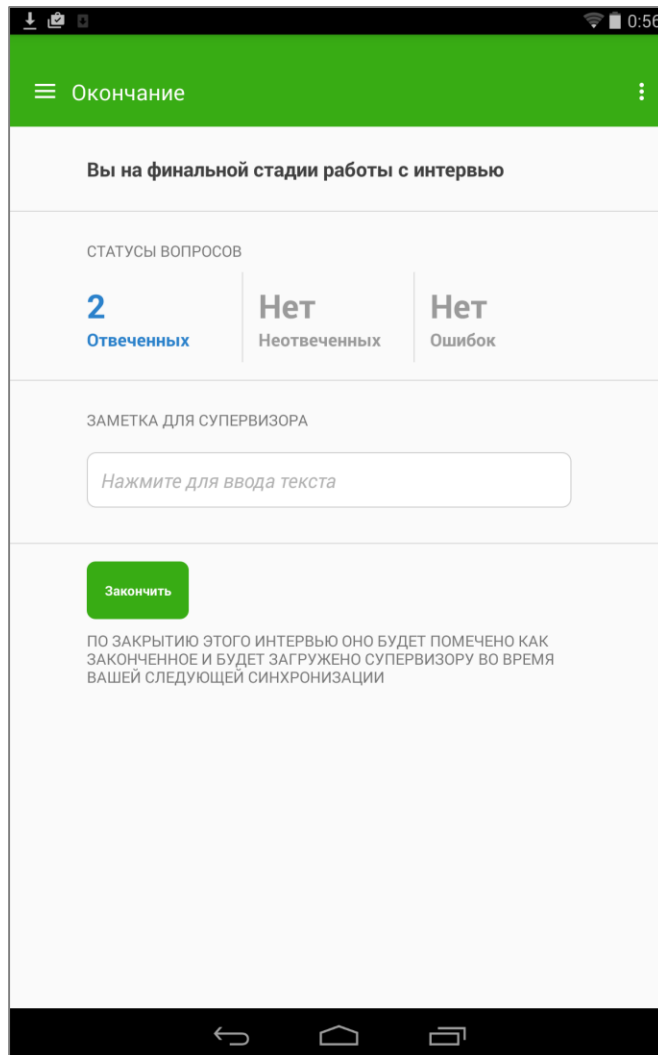 0:56
Окончание
Вы на финальной стадии работы с интервью
СТАТУСЫ ВОПРОСОВ
2 Нет Нет
Отвеченных Неотвеченных Ошибок
ЗАМЕТКА ДЛЯ СУПЕРВИЗОРА
Нажмите для ввода текста
Закончить
ПО ЗАКРЫТИЮ ЭТОГО ИНТЕРВЬЮ ОНО БУДЕТ ПОМЕЧЕНО КАК
ЗАКОНЧЕННОЕ И БУДЕТ ЗАГРУЖЕНО СУПЕРВИЗОРУ ВО ВРЕМЯ
ВАШЕЙ СЛЕДУЮЩЕЙ СИНХРОНИЗАЦИИ